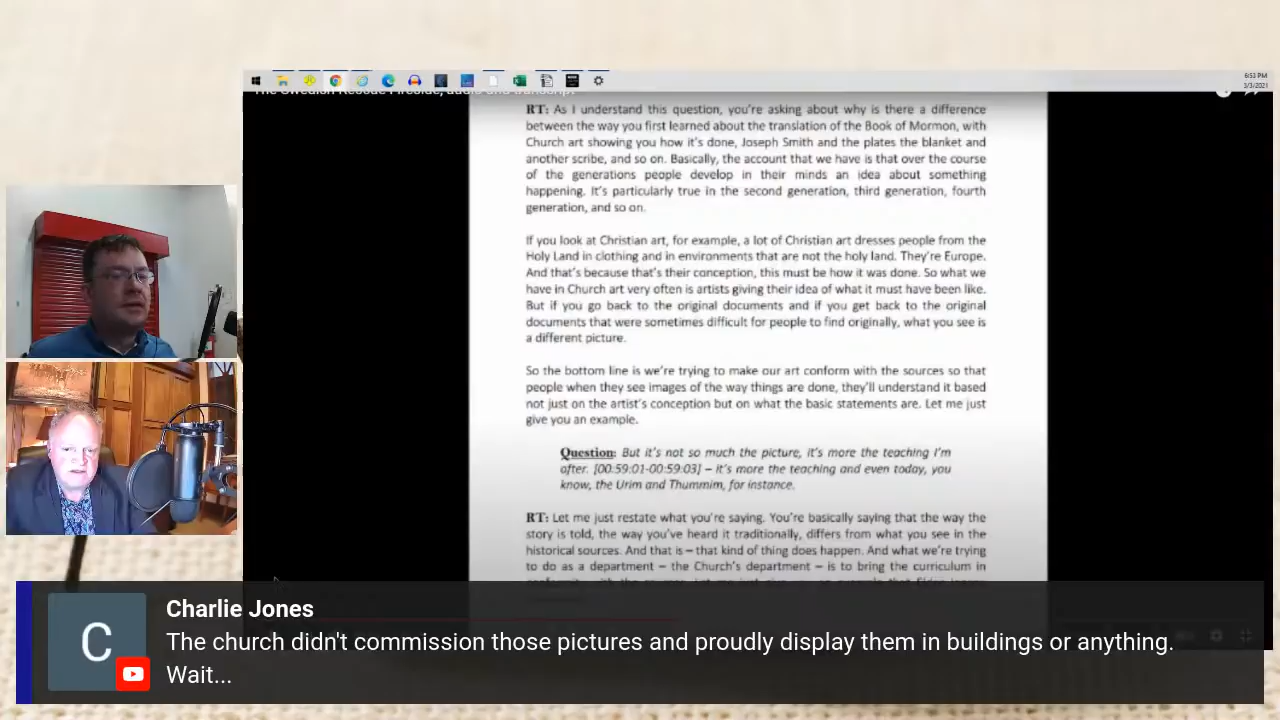 6:53 PM
3/3/2021
The Swedish Rescue Fireside, audio and transcript
RT: As I understand this question, you're asking about why is there a difference
between the way you first learned about the translation of the Book of Mormon, with
Church art showing you how it's done, Joseph Smith and the plates the blanket and
another scribe, and so on. Basically, the account that we have is that over the course
of the generations people develop in their minds an idea about something
happening. It's particularly true in the second generation, third generation, fourth
generation, and so on.
If you look at Christian art, for example, a lot of Christian art dresses people from the
Holy Land in clothing and in environments that are not the holy land. They're Europe.
And that's because that's their conception, this must be how it was done. So what we
have in Church art very often is artists giving their idea of what it must have been like.
But if you go back to the original documents and if you get back to the original
documents that were sometimes difficult for people to find originally, what you see is
a different picture.
So the bottom line is we're trying to make our art conform with the sources so that
people when they see images of the way things are done, they'll understand it based
not just on the artist's conception but on what the basic statements are. Let me just
give you an example.
Question: But it's not so much the picture, it's more the teaching I'm
after. [00:59:01-00:59:03] – it's more the teaching and even today, you
know, the Urim and Thummim, for instance.
RT: Let me just restate what you're saying. You're basically saying that the way the
story is told, the way you've heard it traditionally, differs from what you see in the
historical sources. And that is – that kind of thing does happen. And what we're trying
to do as a department – the Church's department – is to bring the curriculum in
C
Charlie Jones
The church didn't commission those pictures and proudly display them in buildings or anything.
Wait...